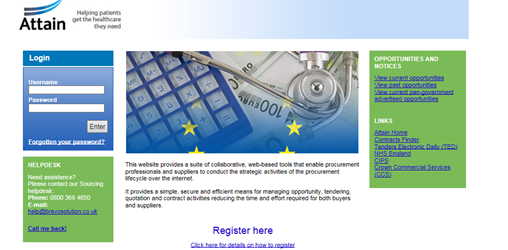 Attain
Helping patients
get the healthcare
they need
Login
Username
Password
Enter
Forgotten your password?
HELPDESK
Need assistance?
Please contact our Sourcing
helpdesk:
Phone: 0800 368 4850
E-mail:
help@bravosolution.co.uk
Call me back!
This website provides a suite of collaborative, web-based tools that enable procurement
professionals and suppliers to conduct the strategic activities of the procurement
lifecycle over the internet.
It provides a simple, secure and efficient means for managing opportunity, tendering,
quotation and contract activities reducing the time and effort required for both buyers
and suppliers.
Register here
Click here for details on how to register
OPPORTUNITIES AND
NOTICES
View current opportunities
View past opportunities
View current pan-government
advertised opportunities
LINKS
Attain Home
Contracts Finder
Tenders Electronic Daily (TED)
NHS England
CIPS
Crown Commercial Services
(CCS)